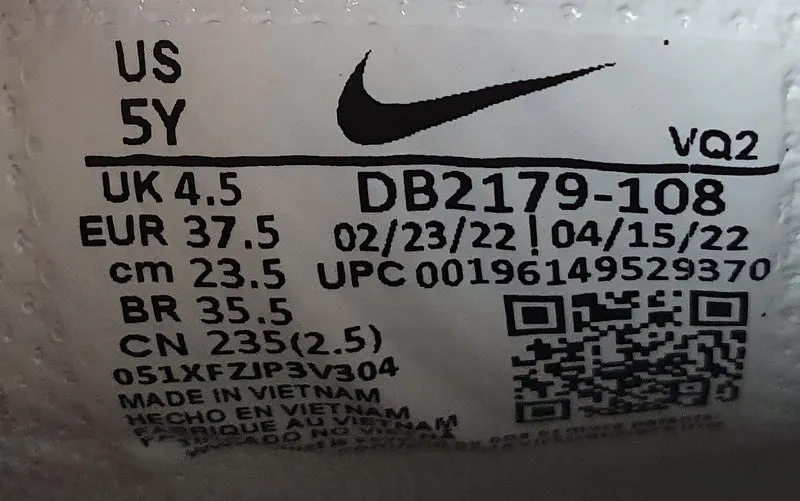 US
5Y
VQ2
UK 4.5
DB2179-108
EUR 37.5
02/23/22 | 04/15/22
cm 23.5
UPC 00196149529370
BR 35.5
CN 235(2.5)
051XFZJP3V304
MADE IN VIETNAM
HECHO EN VIETNAM
FABRIQUE AU VIETNAM